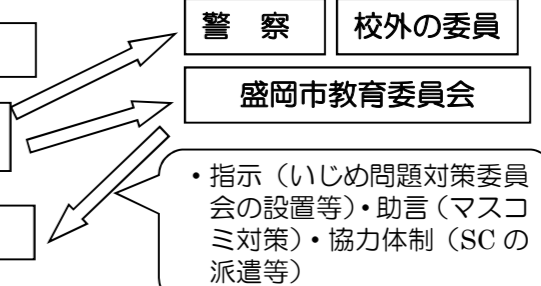 警　察　校外の委員
盛岡市教育委員会
・指示（いじめ問題対策委員
会の設置等）・助言（マスコ
ミ対策）・協力体制（SC の
派遣等）